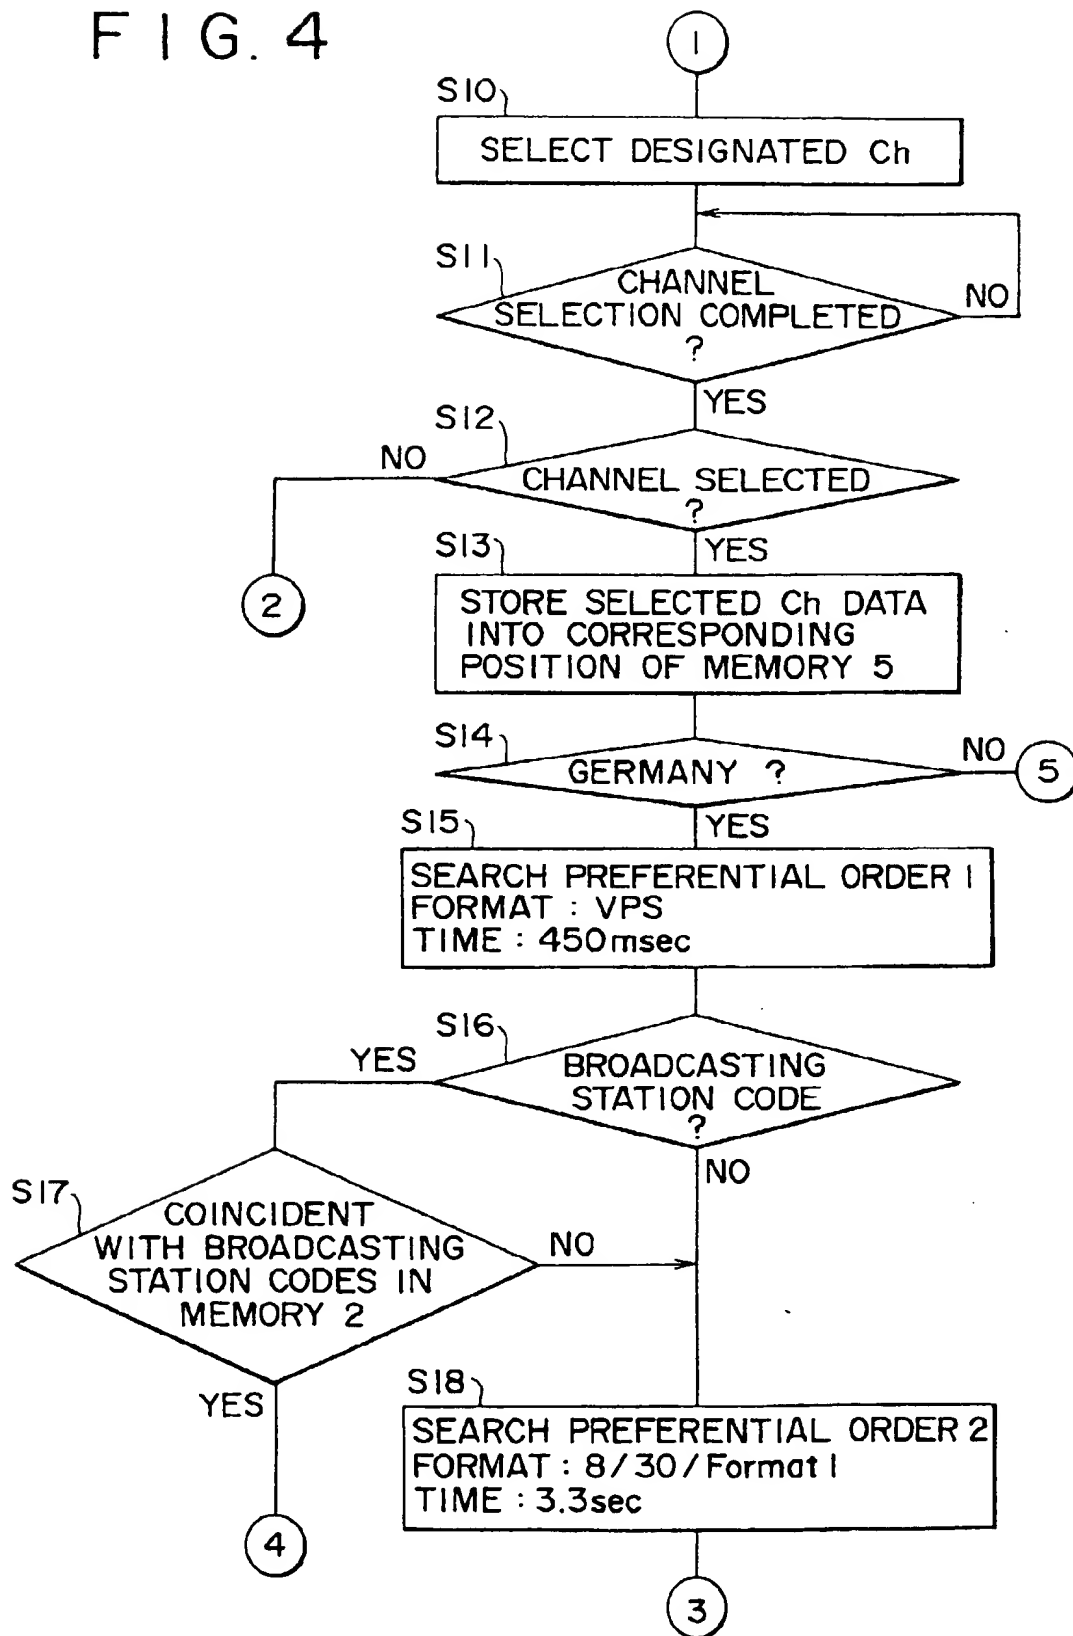 FIG. 4
1
S10
SELECT DESIGNATED Ch
S11
CHANNEL
SELECTION COMPLETED
?
NO
YES
S12
NO
CHANNEL SELECTED
?
YES
2
S13
STORE SELECTED Ch DATA
INTO CORRESPONDING
POSITION OF MEMORY 5
S14
GERMANY ?
NO
5
YES
S15
SEARCH PREFERENTIAL ORDER 1
FORMAT : VPS
TIME : 450msec
S16
YES
BROADCASTING
STATION CODE
?
NO
S17
COINCIDENT
WITH BROADCASTING
STATION CODES IN
MEMORY 2
NO
YES
S18
SEARCH PREFERENTIAL ORDER 2
FORMAT : 8/30/Format 1
TIME : 3.3sec
4
3